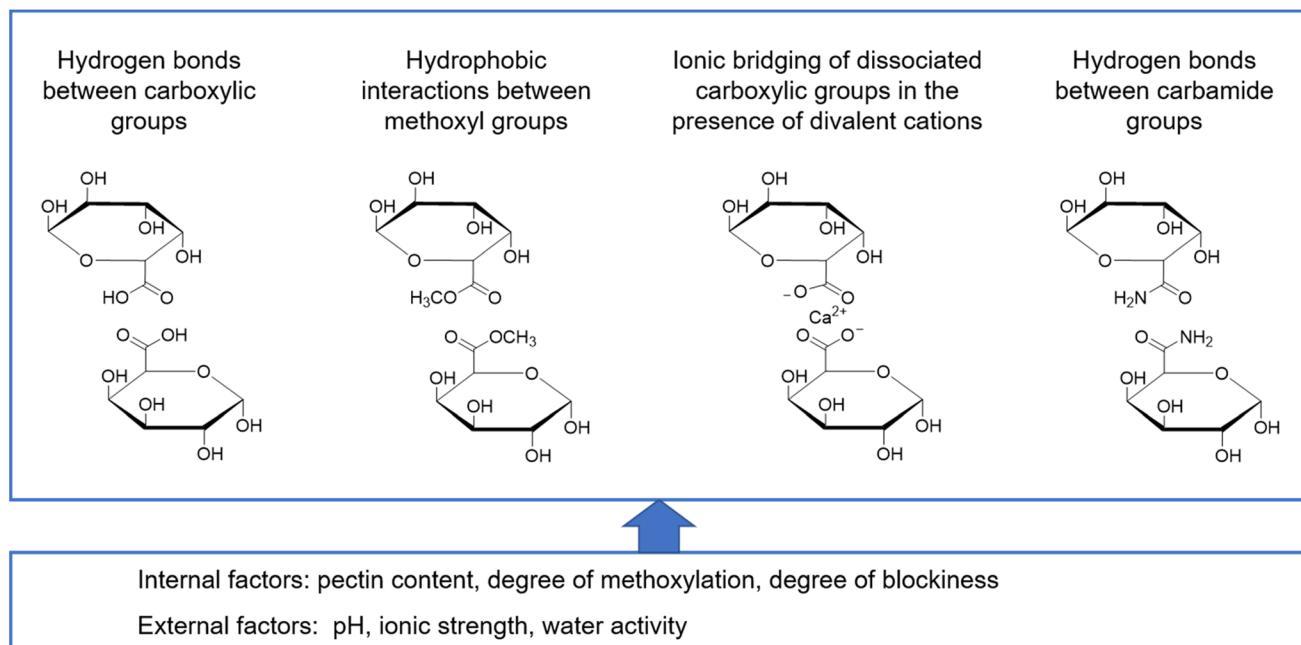 Hydrogen bonds
between carboxylic
groups
Hydrophobic
interactions between
methoxyl groups
Ionic bridging of dissociated
carboxylic groups in the
presence of divalent cations
Hydrogen bonds
between carbamide
groups
OH
OH
OH
OH
O
HO
O
O
OH
OH
O
OH
OH
OH
OH
OH
OH
OH
O
H₃CO
O
O
OCH₃
OH
O
OH
OH
OH
OH
OH
OH
OH
O
⁻O
O
Ca²⁺
O
O⁻
OH
O
OH
OH
OH
OH
OH
OH
OH
O
H₂N
O
O
NH₂
OH
O
OH
OH
OH
Internal factors: pectin content, degree of methoxylation, degree of blockiness
External factors:  pH, ionic strength, water activity